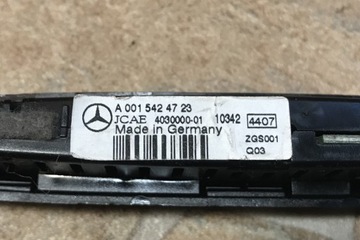 A 001 542 47 23
JCAE 4030000-01 10342 4407
Made in Germany
ZGS001
Q03